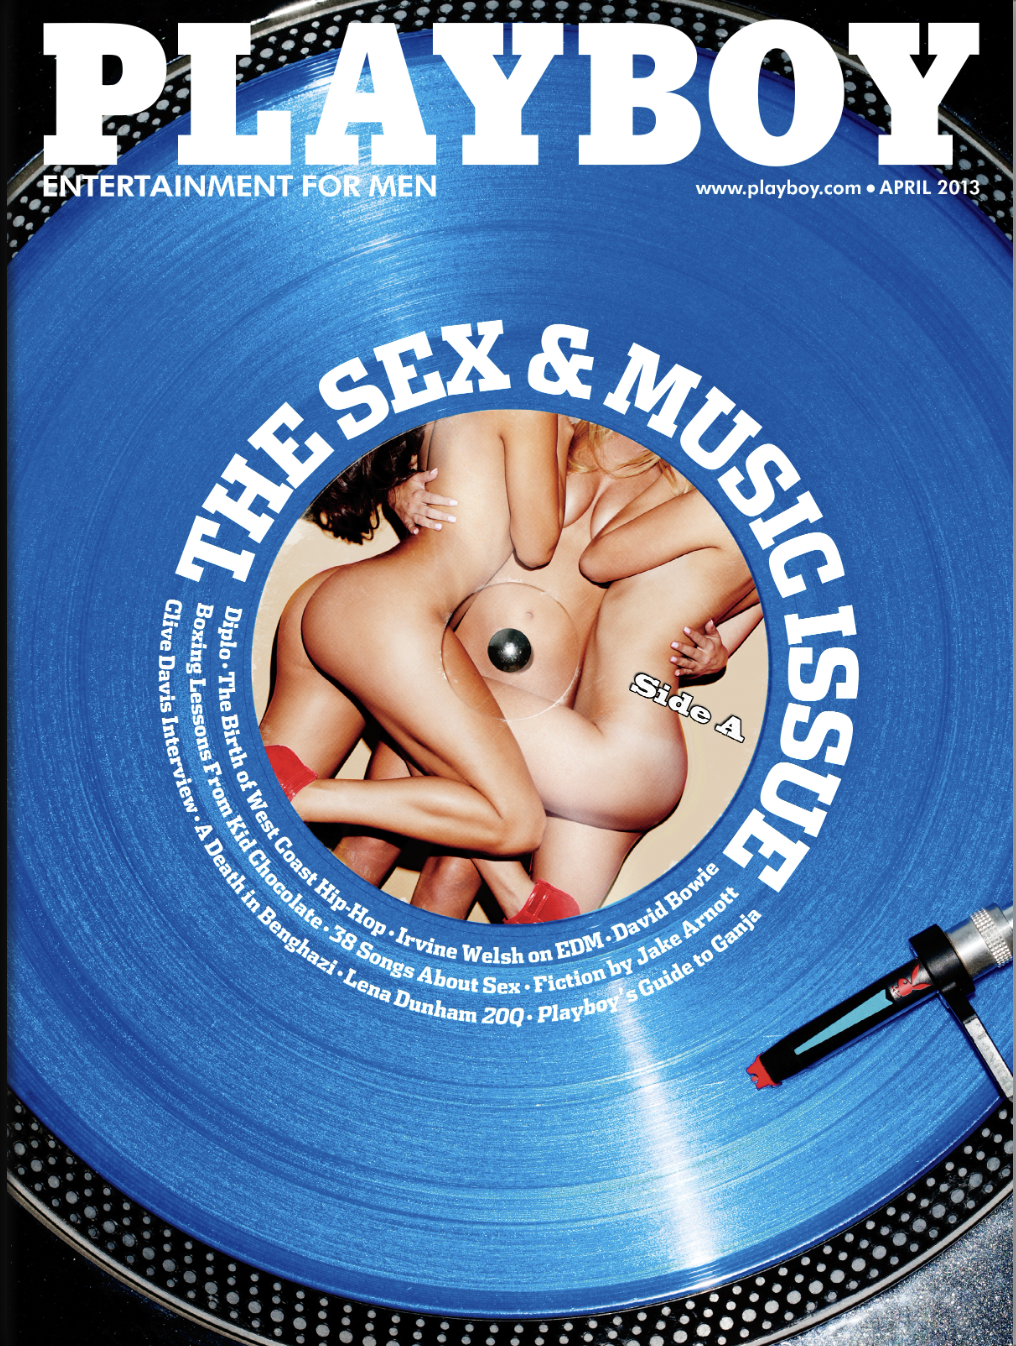 PLAYBOY
ENTERTAINMENT FOR MEN
www.playboy.com • APRIL 2013
THE SEX & MUSIC ISSUE
Side A
Diplo • The Birth of West Coast Hip-Hop • Irvine Welsh on EDM • David Bowie
Boxing Lessons From Kid Chocolate • 38 Songs About Sex • Fiction by Jake Arnott
Clive Davis Interview • A Death in Benghazi • Lena Dunham 20Q • Playboy's Guide to Ganja